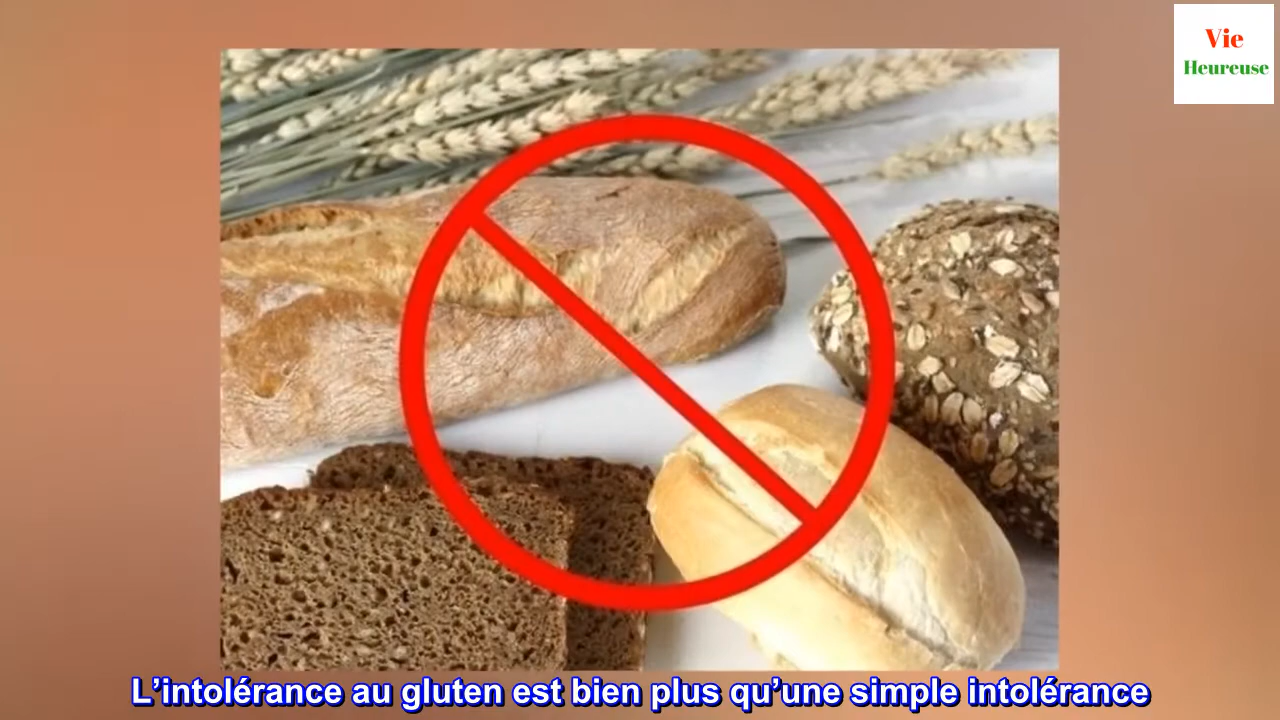 Vie
Heureuse
L’intolérance au gluten est bien plus qu’une simple intolérance